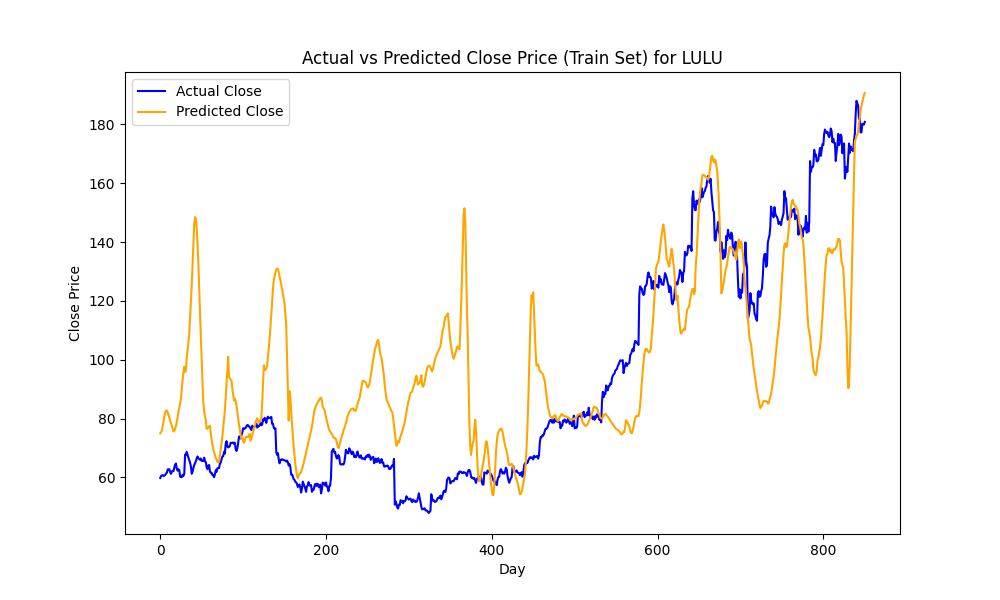 Actual vs Predicted Close Price (Train Set) for LULU
Actual Close
Predicted Close
Close Price
180
160
140
120
100
80
60
0 200 400 600 800
Day